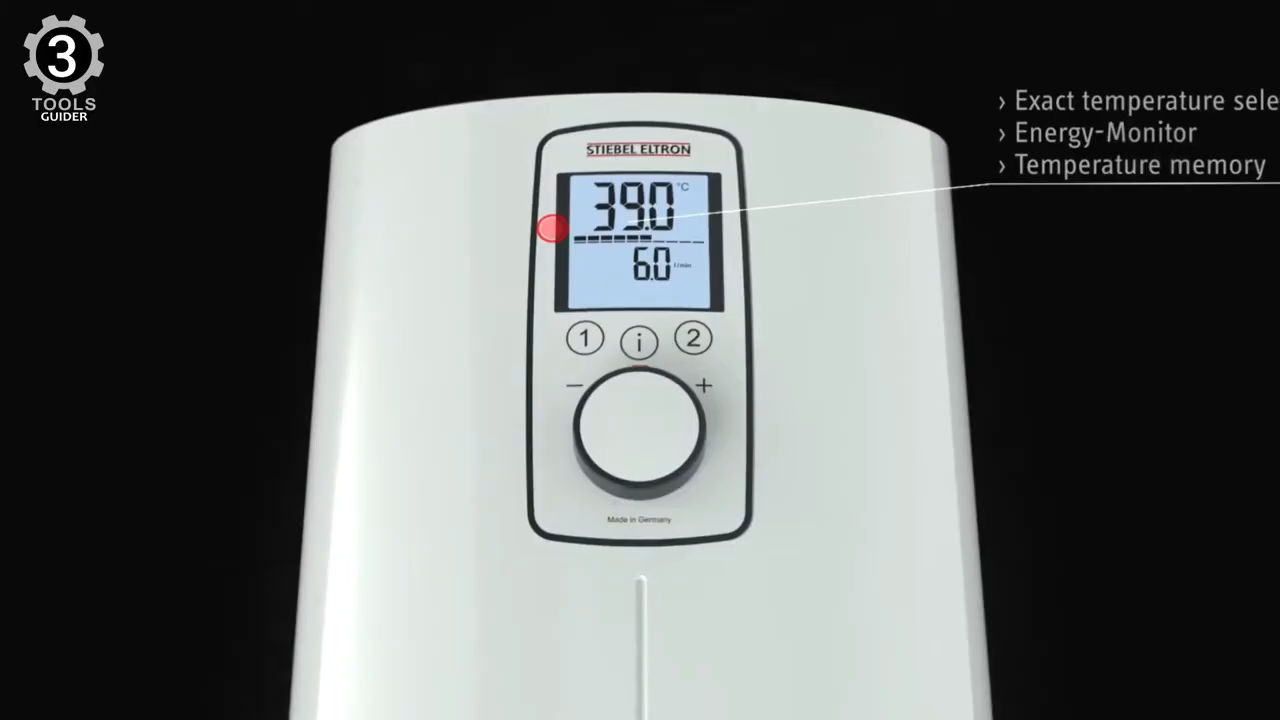 3
TOOLS
GUIDER
› Exact temperature sele
› Energy-Monitor
› Temperature memory
STIEBEL ELTRON
39.0 °C
6.0 l/min
1 i 2
− +
Made in Germany